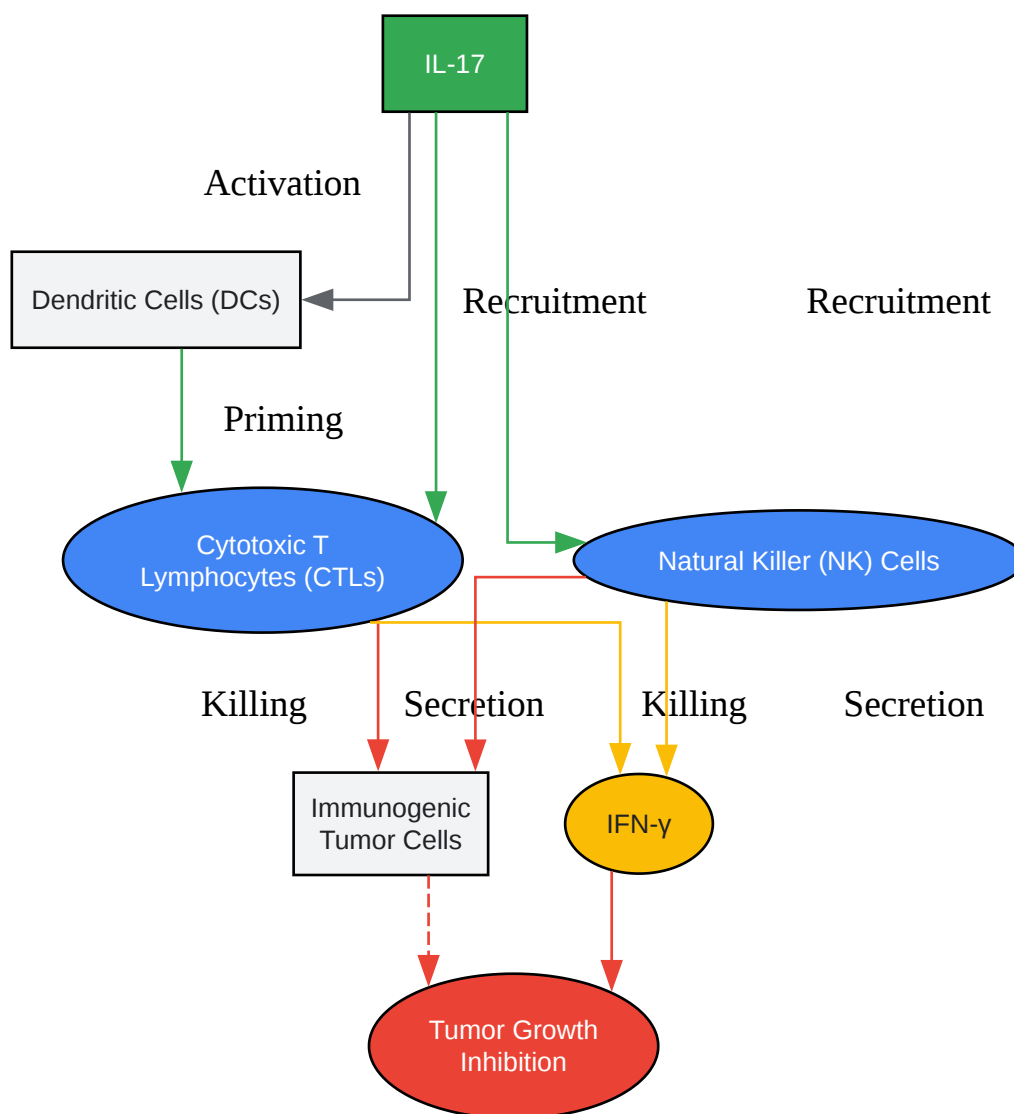 IL-17
Activation
Dendritic Cells (DCs)
Recruitment
Recruitment
Priming
Cytotoxic T
Lymphocytes (CTLs)
Natural Killer (NK) Cells
Killing
Secretion
Killing
Secretion
Immunogenic
Tumor Cells
IFN-γ
Tumor Growth
Inhibition